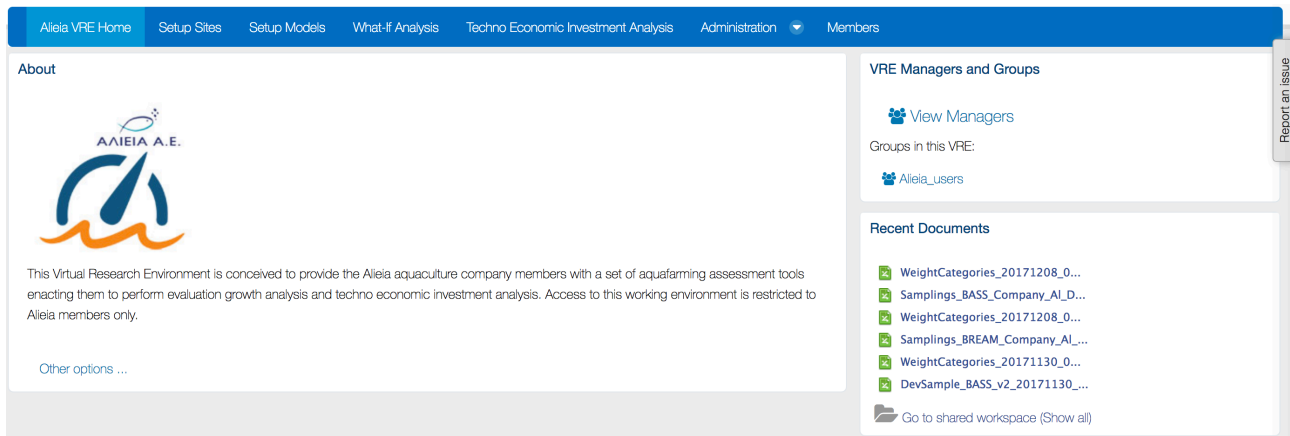 Alieia VRE Home Setup Sites Setup Models What-If Analysis Techno Economic Investment Analysis Administration Members
About
ΑΛΙΕΙΑ Α.Ε.
This Virtual Research Environment is conceived to provide the Alieia aquaculture company members with a set of aquafarming assessment tools
enacting them to perform evaluation growth analysis and techno economic investment analysis. Access to this working environment is restricted to
Alieia members only.
Other options ...
VRE Managers and Groups
View Managers
Groups in this VRE:
Alieia_users
Recent Documents
WeightCategories_20171208_0...
Samplings_BASS_Company_Al_D...
WeightCategories_20171208_0...
Samplings_BREAM_Company_Al_...
WeightCategories_20171130_0...
DevSample_BASS_v2_20171130_...
Go to shared workspace (Show all)
Report an issue